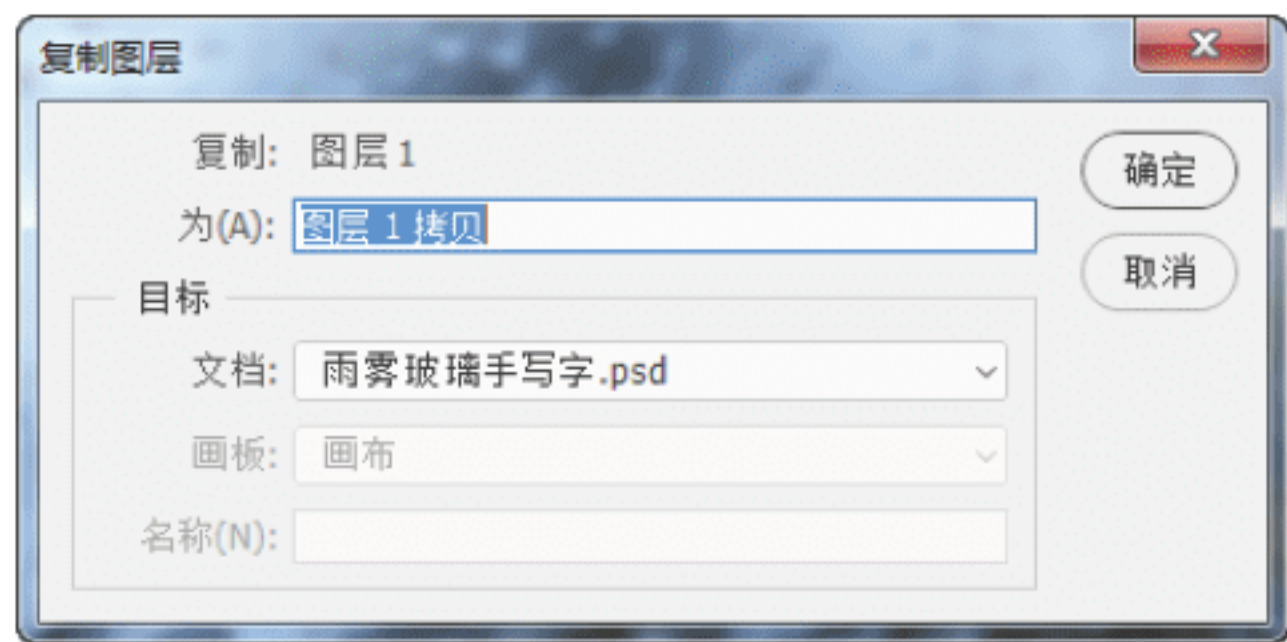 复制图层
复制: 图层 1
确定
为(A): 图层 1 拷贝
取消
目标
文档: 雨雾玻璃手写字.psd
画板: 画布
名称(N):